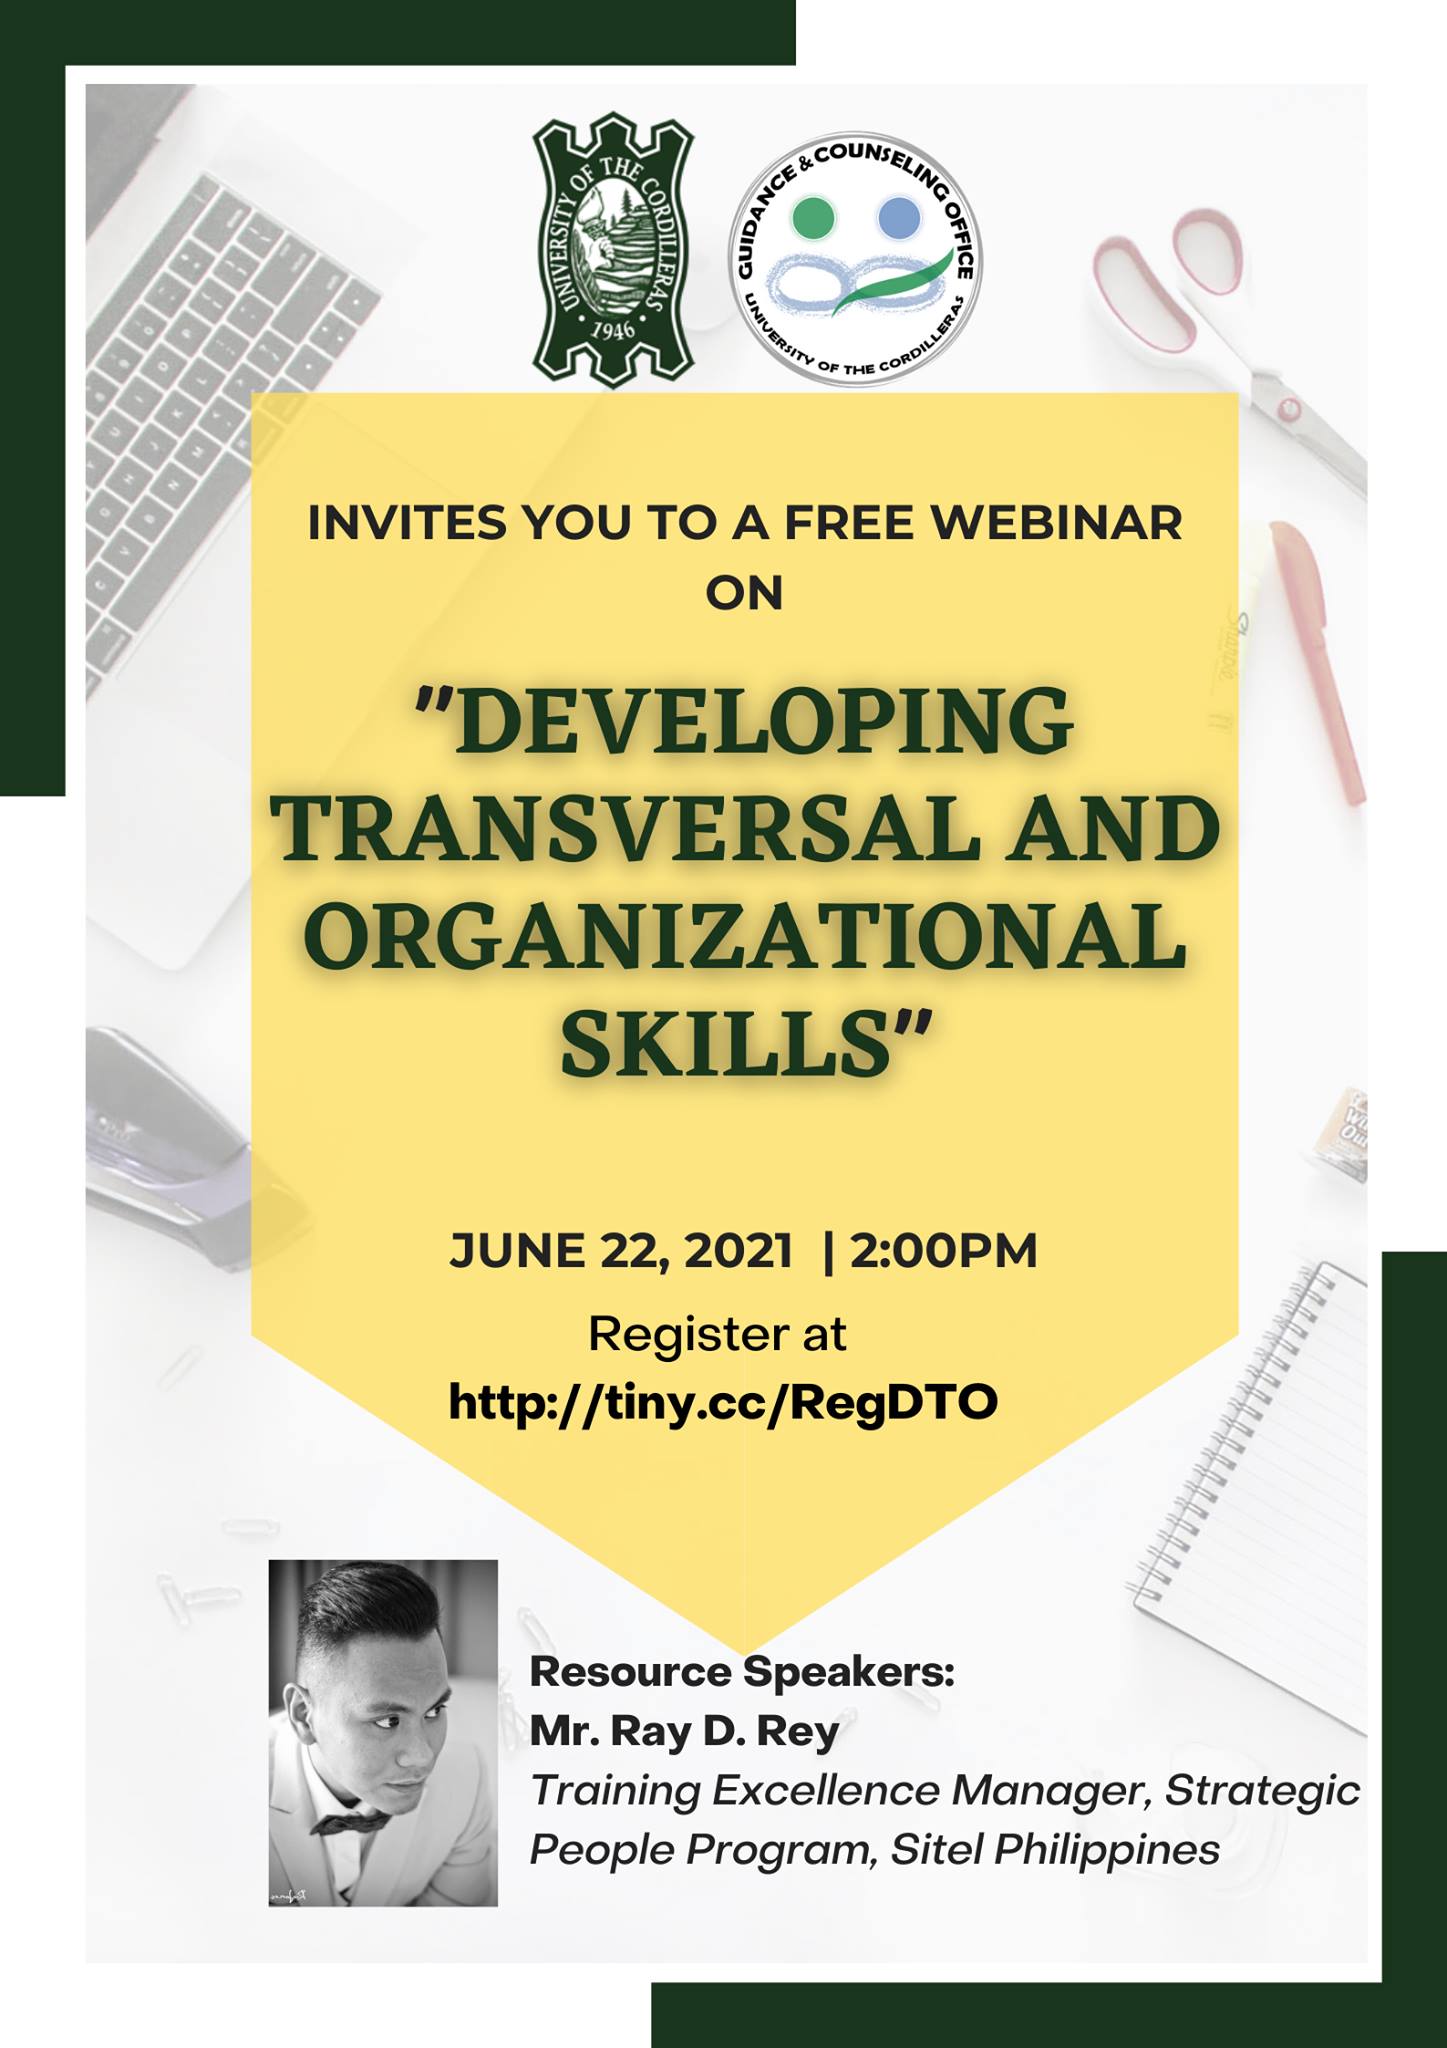 UNIVERSITY OF THE CORDILLERAS
1946
GUIDANCE & COUNSELING OFFICE
UNIVERSITY OF THE CORDILLERAS
INVITES YOU TO A FREE WEBINAR
ON
"DEVELOPING
TRANSVERSAL AND
ORGANIZATIONAL
SKILLS"
JUNE 22, 2021 | 2:00PM
Register at
http://tiny.cc/RegDTO
Resource Speakers:
Mr. Ray D. Rey
Training Excellence Manager, Strategic
People Program, Sitel Philippines
Sharpie